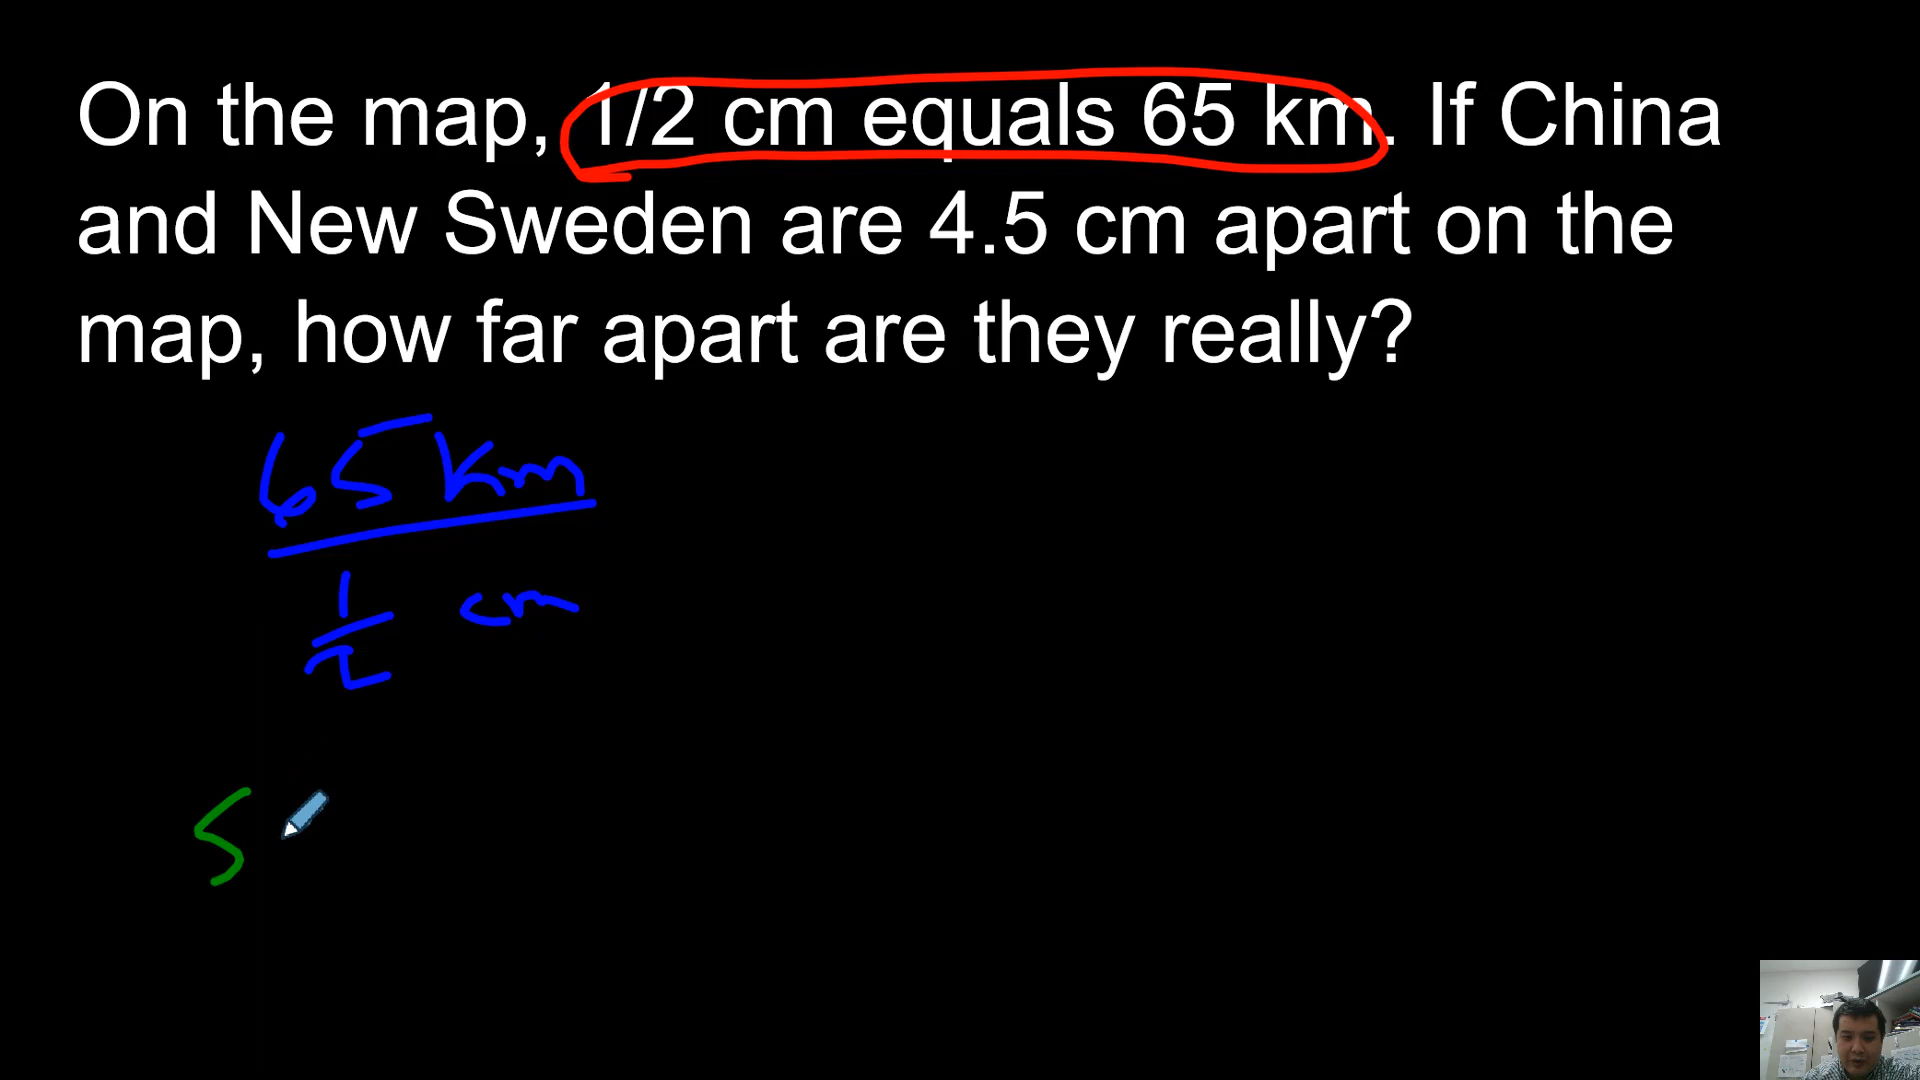 On the map, 1/2 cm equals 65 km. If China
and New Sweden are 4.5 cm apart on the
map, how far apart are they really?
65 km
1
cm
2
S